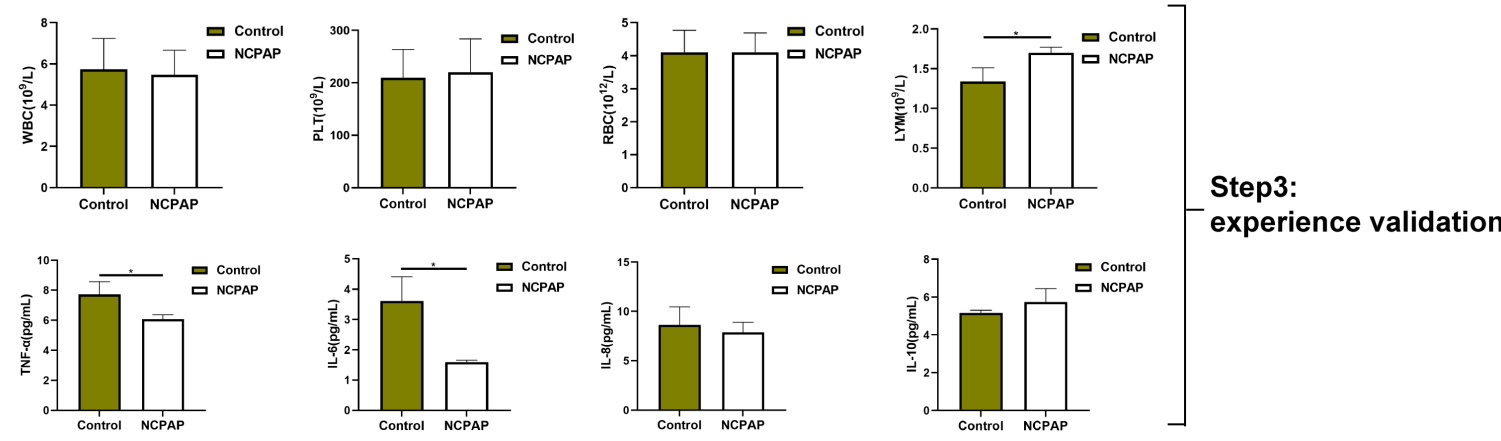 WBC(10⁹/L)
8
6
4
2
0
Control
NCPAP
Control
NCPAP
PLT(10⁹/L)
300
200
100
0
Control
NCPAP
Control
NCPAP
RBC(10¹²/L)
5
4
3
2
1
0
Control
NCPAP
Control
NCPAP
LYM(10⁹/L)
2.0
1.5
1.0
0.5
0.0
*
Control
NCPAP
Control
NCPAP
TNF-α(pg/mL)
10
8
6
4
2
0
*
Control
NCPAP
Control
NCPAP
IL-6(pg/mL)
5
4
3
2
1
0
*
Control
NCPAP
Control
NCPAP
IL-8(pg/mL)
15
10
5
0
Control
NCPAP
Control
NCPAP
IL-10(pg/mL)
8
6
4
2
0
Control
NCPAP
Control
NCPAP
Step3:
experience validation